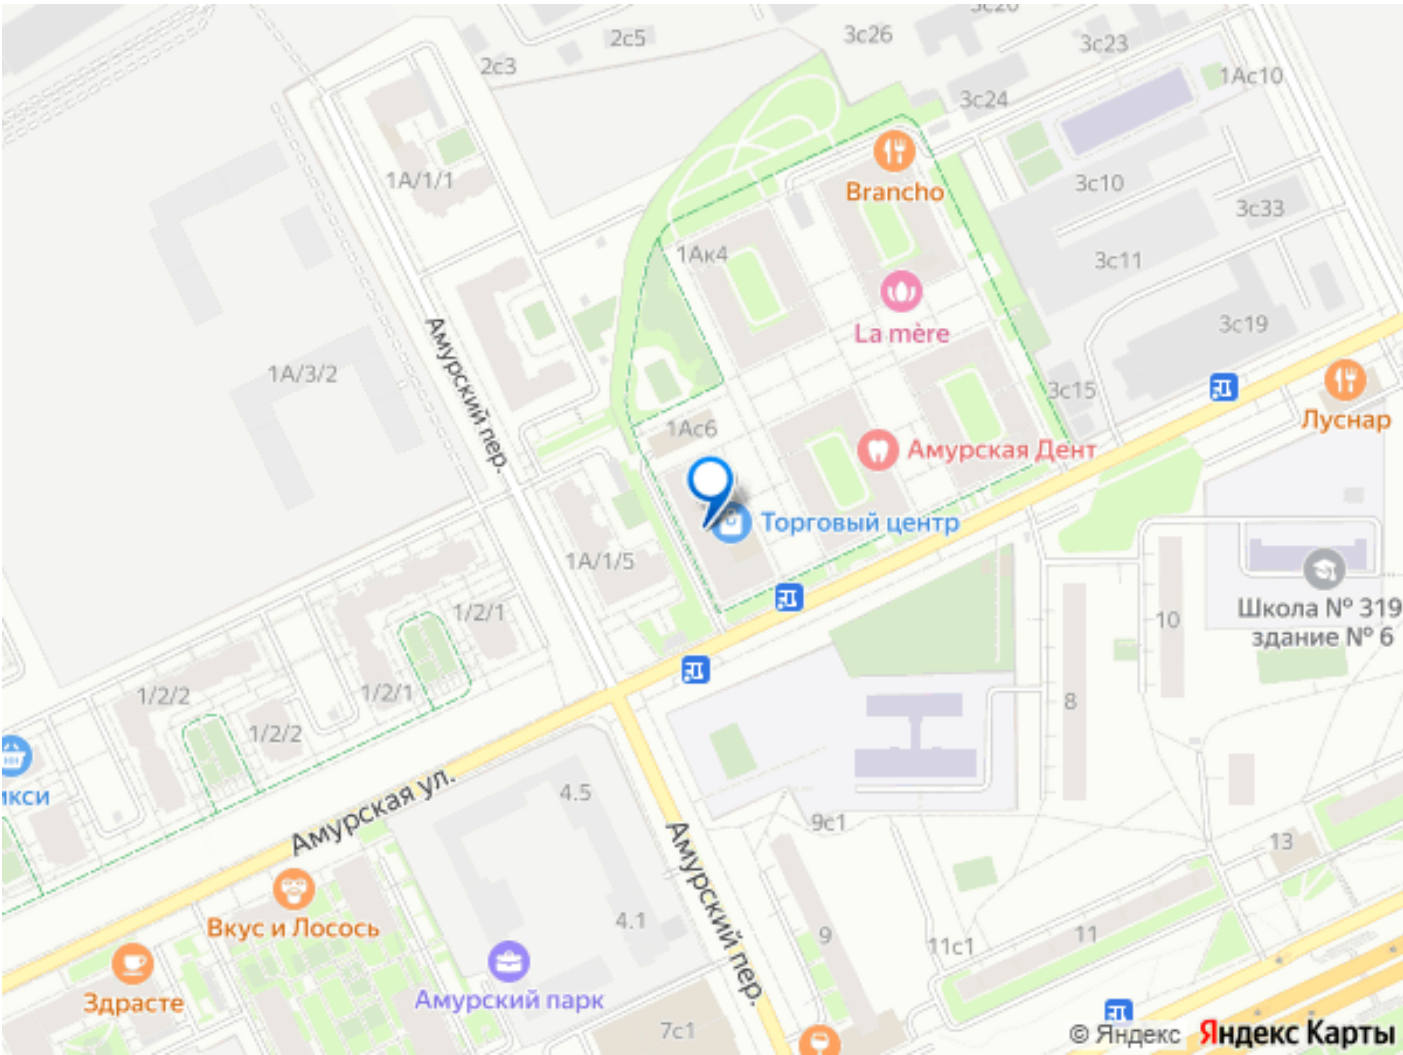 2с5
3с26
3с23
2с3
1Ас10
3с24
1А/1/1
Brancho
3с10
3с33
1Ак4
3с11
La mère
3с19
Амурский пер.
1А/3/2
3с15
Луснар
1Ас6
Амурская Дент
Торговый центр
1А/1/5
Школа № 319
здание № 6
10
1/2/1
8
1/2/2
1/2/1
1/2/2
икси
4.5
Амурская ул.
9с1
13
Амурский пер.
Вкус и Лосось
4.1
9
11с1
11
Здрасте
Амурский парк
7с1
© Яндекс Яндекс Карты